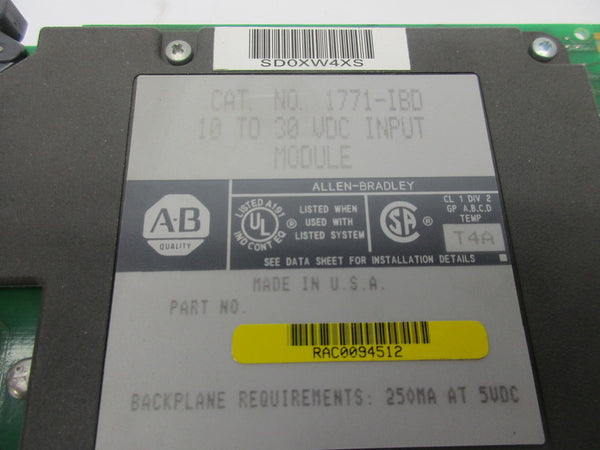 SD0XW4XS
CAT. NO. 1771-IBD
10 TO 30 VDC INPUT
MODULE
ALLEN-BRADLEY
A-B
QUALITY
LISTED A191
UL ®
IND CONT EQ
LISTED WHEN
USED WITH
LISTED SYSTEM
SA ®
CL 1 DIV 2
GP A,B,C,D
TEMP
T4A
SEE DATA SHEET FOR INSTALLATION DETAILS
MADE IN U.S.A.
PART NO.
RAC0094512
BACKPLANE REQUIREMENTS: 250MA AT 5VDC